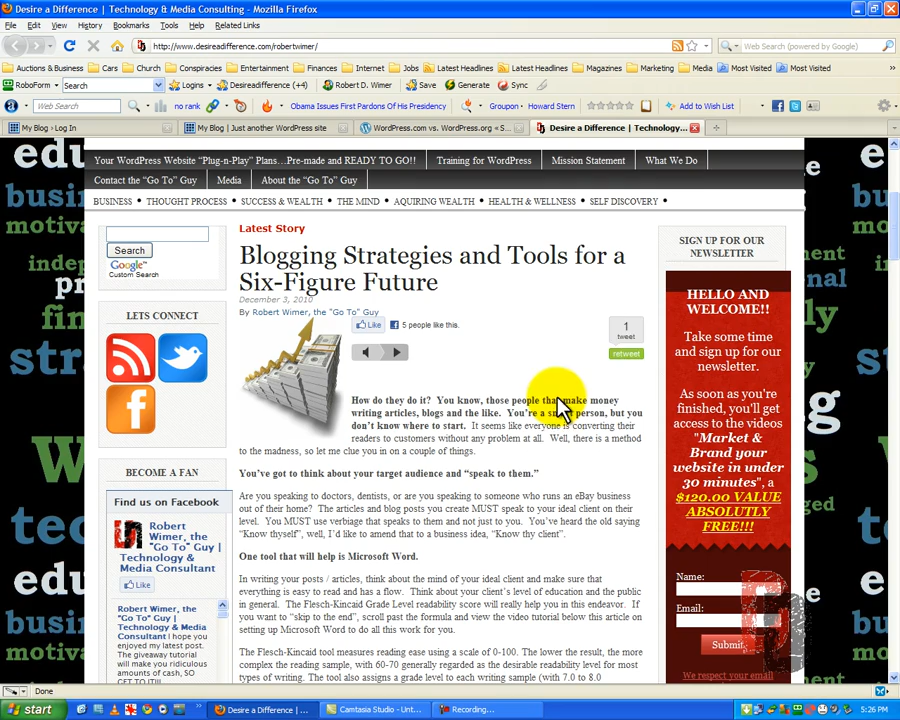 Desire a Difference | Technology & Media Consulting - Mozilla Firefox
File Edit View History Bookmarks Tools Help Related Links
http://www.desireadifference.com/robertwimer/
Web Search (powered by Google)
Auctions & Business Cars Church Conspiracies Entertainment Finances Internet Jobs Latest Headlines Latest Headlines Magazines Marketing Media Most Visited Most Visited
RoboForm Search Logins Desireadifference (+4) Robert D. Wimer Save Generate Sync
Web Search no rank Obama Issues First Pardons Of His Presidency Groupon Howard Stern Add to Wish List
My Blog › Log In
My Blog | Just another WordPress site
WordPress.com vs. WordPress.org « S...
Desire a Difference | Technology...
Your WordPress Website “Plug-n-Play” Plans…Pre-made and READY TO GO!!
Training for WordPress
Mission Statement
What We Do
Contact the “Go To” Guy
Media
About the “Go To” Guy
BUSINESS • THOUGHT PROCESS • SUCCESS & WEALTH • THE MIND • AQUIRING WEALTH • HEALTH & WELLNESS • SELF DISCOVERY •
Search
Google™
Custom Search
LETS CONNECT
BECOME A FAN
Find us on Facebook
Robert
Wimer, the
"Go To" Guy |
Technology &
Media Consultant
Like
Robert Wimer, the
"Go To" Guy |
Technology & Media
Consultant I hope you
enjoyed my latest post.
The giveaway tutorial
will make you ridiculous
amounts of cash, SO
GET TO IT!!!
Latest Story
Blogging Strategies and Tools for a
Six-Figure Future
December 3, 2010
By Robert Wimer, the "Go To" Guy
Like
5 people like this.
1
tweet
retweet
How do they do it? You know, those people that make money
writing articles, blogs and the like. You’re a person, but you
don’t know where to start. It seems like everyone is converting their
readers to customers without any problem at all. Well, there is a method
to the madness, so let me clue you in on a couple of things.
You’ve got to think about your target audience and “speak to them.”
Are you speaking to doctors, dentists, or are you speaking to someone who runs an eBay business
out of their home? The articles and blog posts you create MUST speak to your ideal client on their
level. You MUST use verbiage that speaks to them and not just to you. You’ve heard the old saying
“Know thyself”, well, I’d like to amend that to a business idea, “Know thy client”.
One tool that will help is Microsoft Word.
In writing your posts / articles, think about the mind of your ideal client and make sure that
everything is easy to read and has a flow. Think about your client’s level of education and the public
in general. The Flesch-Kincaid Grade Level readability score will really help you in this endeavor. If
you want to “skip to the end”, scroll past the formula and view the video tutorial below this article on
setting up Microsoft Word to do all this work for you.
The Flesch-Kincaid tool measures reading ease using a scale of 0-100. The lower the result, the more
complex the reading sample, with 60-70 generally regarded as the desirable readability level for most
types of writing. The tool also assigns a grade level to each writing sample (with 7.0 to 8.0
SIGN UP FOR OUR
NEWSLETTER
HELLO AND
WELCOME!!
Take some time
and sign up for our
newsletter.
As soon as you're
finished, you'll get
access to the videos
"Market &
Brand your
website in under
30 minutes", a
$120.00 VALUE
ABSOLUTLY
FREE!!!
Name:
Email:
Submit
We respect your email
Done
start
Desire a Difference | ...
Camtasia Studio - Unt...
Recording...
5:26 PM